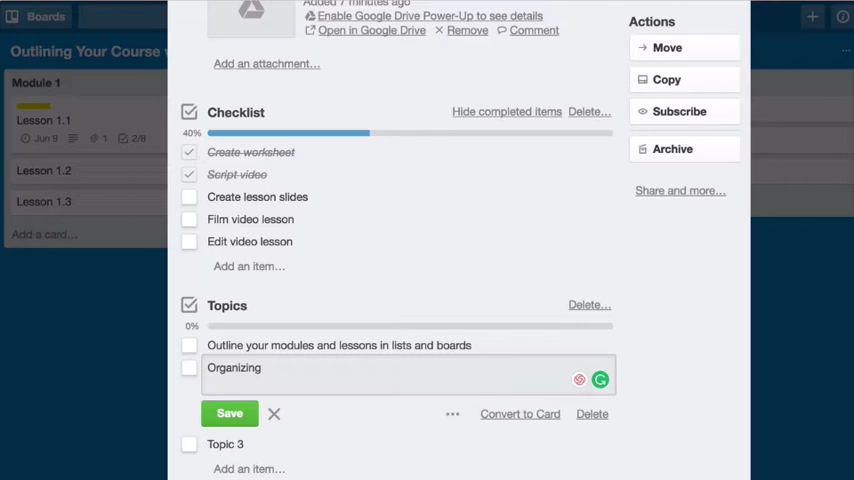 Boards
Outlining Your Course
Module 1
Lesson 1.1
Jun 9
1
2/8
Lesson 1.2
Lesson 1.3
Add a card…
Added 7 minutes ago
Enable Google Drive Power-Up to see details
Open in Google Drive
Remove
Comment
Add an attachment…
Checklist
Hide completed items
Delete…
40%
Create worksheet
Script video
Create lesson slides
Film video lesson
Edit video lesson
Add an item…
Topics
Delete…
0%
Outline your modules and lessons in lists and boards
Organizing
Save
Convert to Card
Delete
Topic 3
Add an item…
Actions
Move
Copy
Subscribe
Archive
Share and more…